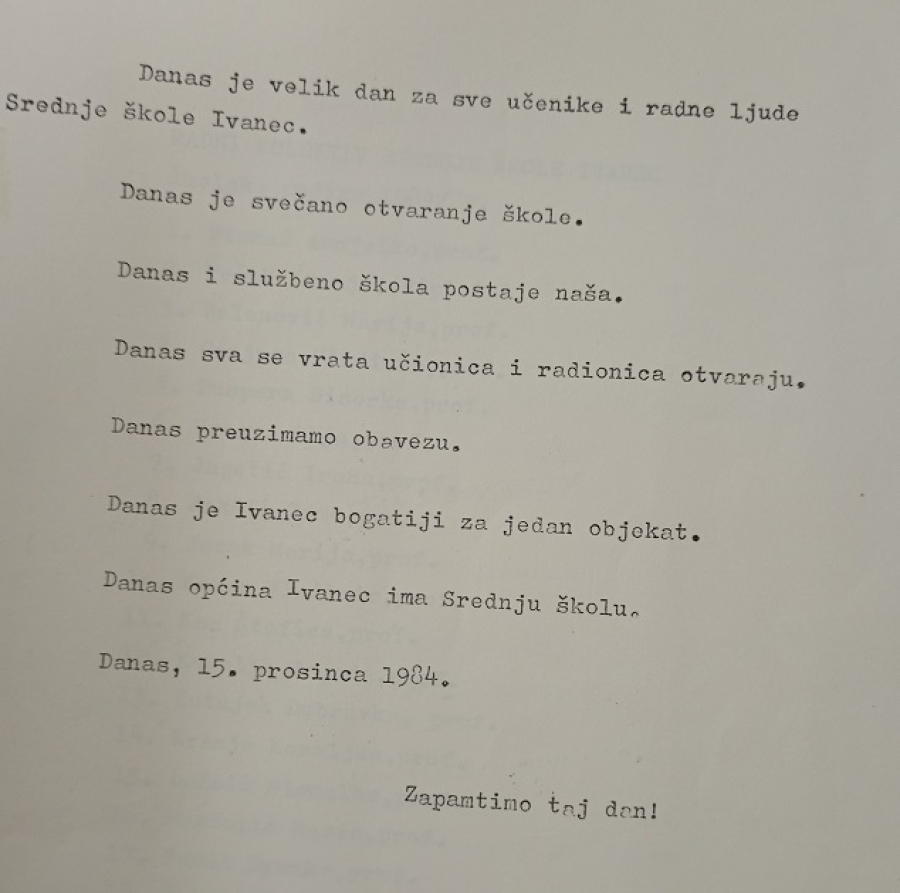 Danas je velik dan za sve učenike i radne ljude
Srednje škole Ivanec.
Danas je svečano otvaranje škole.
Danas i službeno škola postaje naša.
Danas sva se vrata učionica i radionica otvaraju.
Danas preuzimamo obavezu.
Danas je Ivanec bogatiji za jedan objekat.
Danas općina Ivanec ima Srednju školu.
Danas, 15. prosinca 1984.
Zapamtimo taj dan!